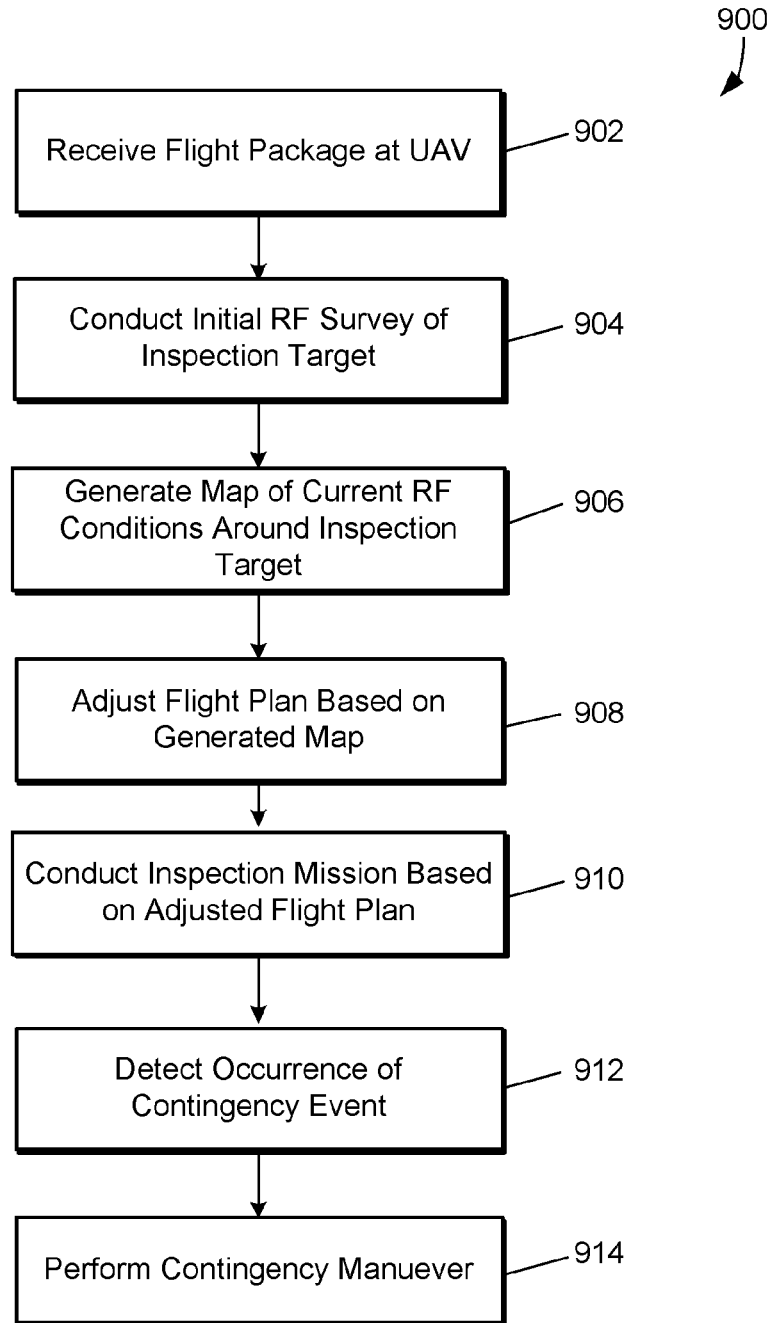 900
Receive Flight Package at UAV
902
Conduct Initial RF Survey of
Inspection Target
904
Generate Map of Current RF
Conditions Around Inspection
Target
906
Adjust Flight Plan Based on
Generated Map
908
Conduct Inspection Mission Based
on Adjusted Flight Plan
910
Detect Occurrence of
Contingency Event
912
Perform Contingency Manuever
914